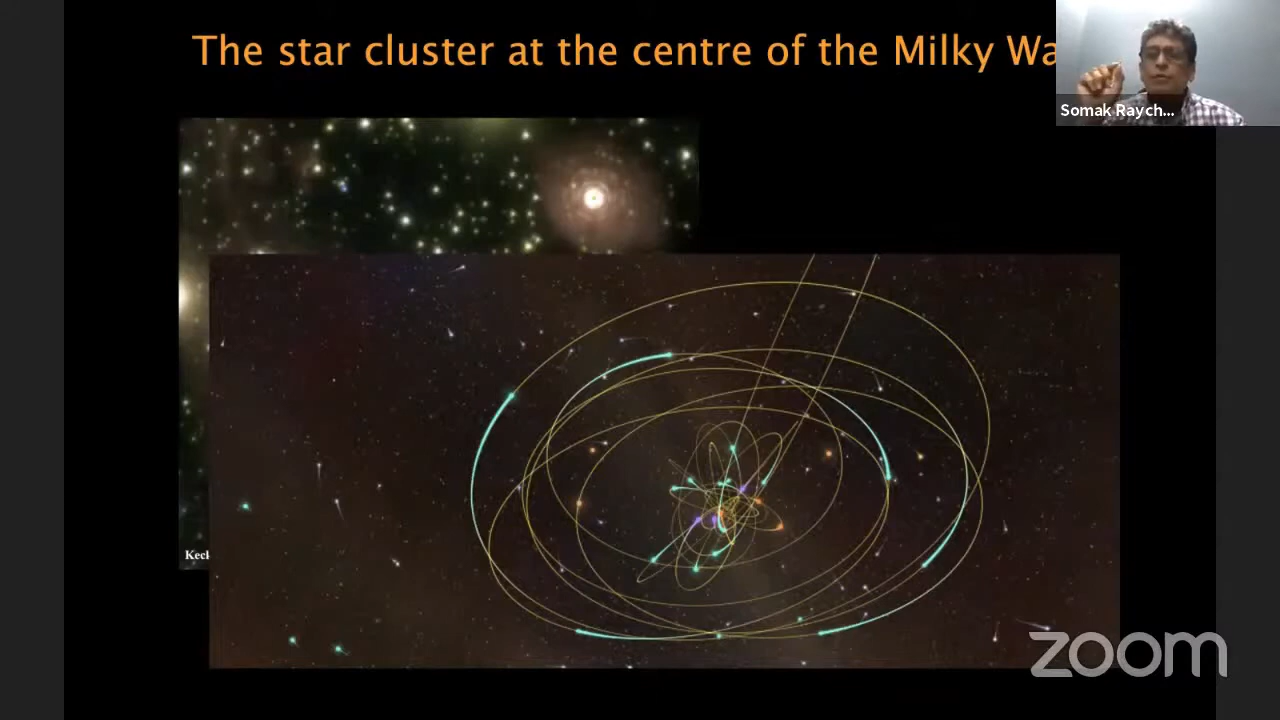 The star cluster at the centre of the Milky Wa
Somak Raych...
Keck
zoom